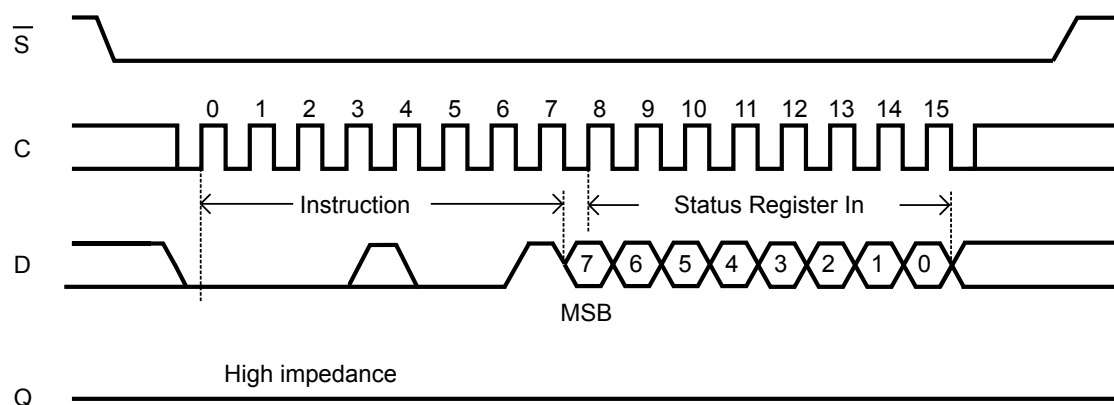 S̅
0 1 2 3 4 5 6 7 8 9 10 11 12 13 14 15
C
Instruction Status Register In
D 7 6 5 4 3 2 1 0
MSB
High impedance
Q